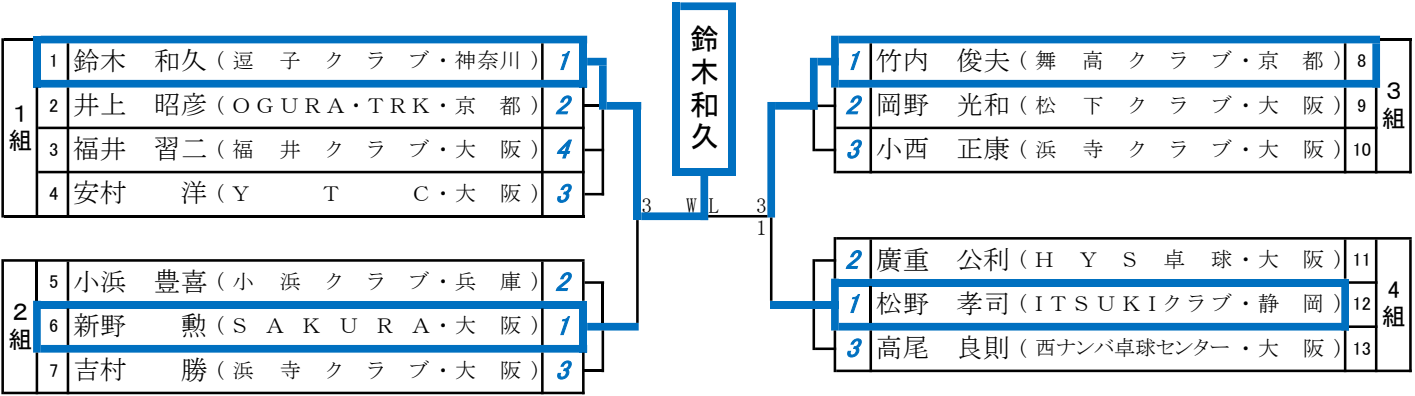 鈴木和久
1組
1 鈴木 和久 (逗子クラブ・神奈川) 1
2 井上 昭彦 (OGURA・TRK・京都) 2
3 福井 習二 (福井クラブ・大阪) 4
4 安村 洋 (YTC・大阪) 3
2組
5 小浜 豊喜 (小浜クラブ・兵庫) 2
6 新野 勲 (SAKURA・大阪) 1
7 吉村 勝 (浜寺クラブ・大阪) 3
3 W L 3
1
1 竹内 俊夫 (舞高クラブ・京都) 8
2 岡野 光和 (松下クラブ・大阪) 9
3 小西 正康 (浜寺クラブ・大阪) 10
3組
2 廣重 公利 (HYS卓球・大阪) 11
1 松野 孝司 (ITSUKIクラブ・静岡) 12
3 高尾 良則 (西ナンバ卓球センター・大阪) 13
4組